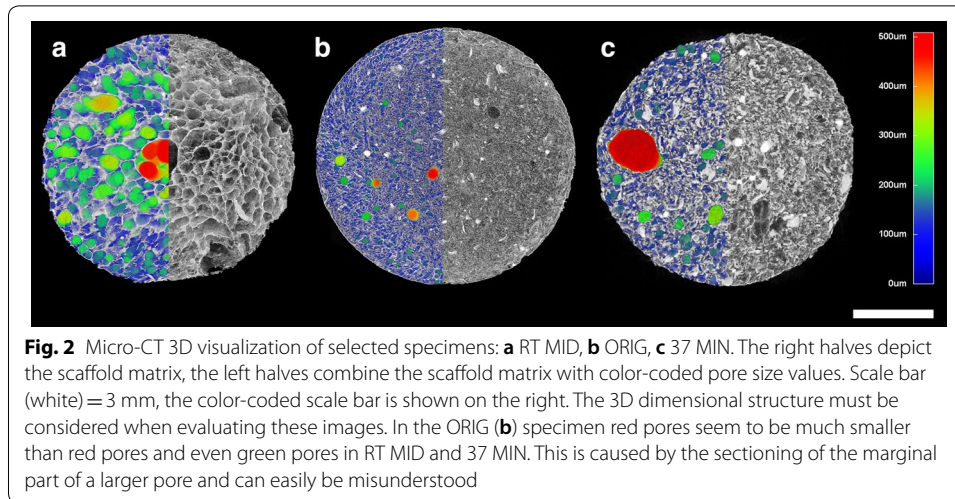 a
b
c
500um
400um
300um
200um
100um
0um
Fig. 2 Micro-CT 3D visualization of selected specimens: a RT MID, b ORIG, c 37 MIN. The right halves depict
the scaffold matrix, the left halves combine the scaffold matrix with color-coded pore size values. Scale bar
(white) = 3 mm, the color-coded scale bar is shown on the right. The 3D dimensional structure must be
considered when evaluating these images. In the ORIG (b) specimen red pores seem to be much smaller
than red pores and even green pores in RT MID and 37 MIN. This is caused by the sectioning of the marginal
part of a larger pore and can easily be misunderstood